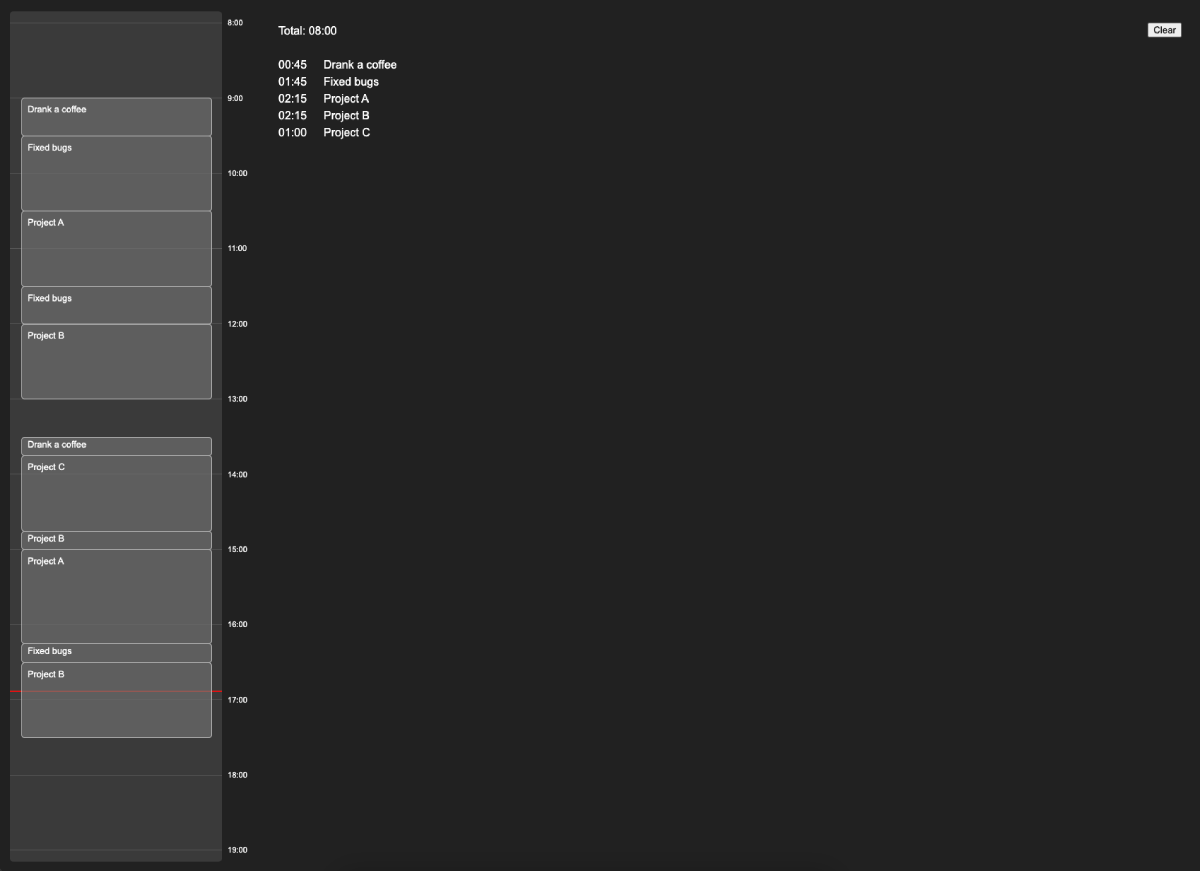 8:00
9:00
Drank a coffee
Fixed bugs
10:00
Project A
11:00
Fixed bugs
12:00
Project B
13:00
Drank a coffee
Project C
14:00
Project B
15:00
Project A
16:00
Fixed bugs
Project B
17:00
18:00
19:00
Total: 08:00
Clear
00:45 Drank a coffee
01:45 Fixed bugs
02:15 Project A
02:15 Project B
01:00 Project C